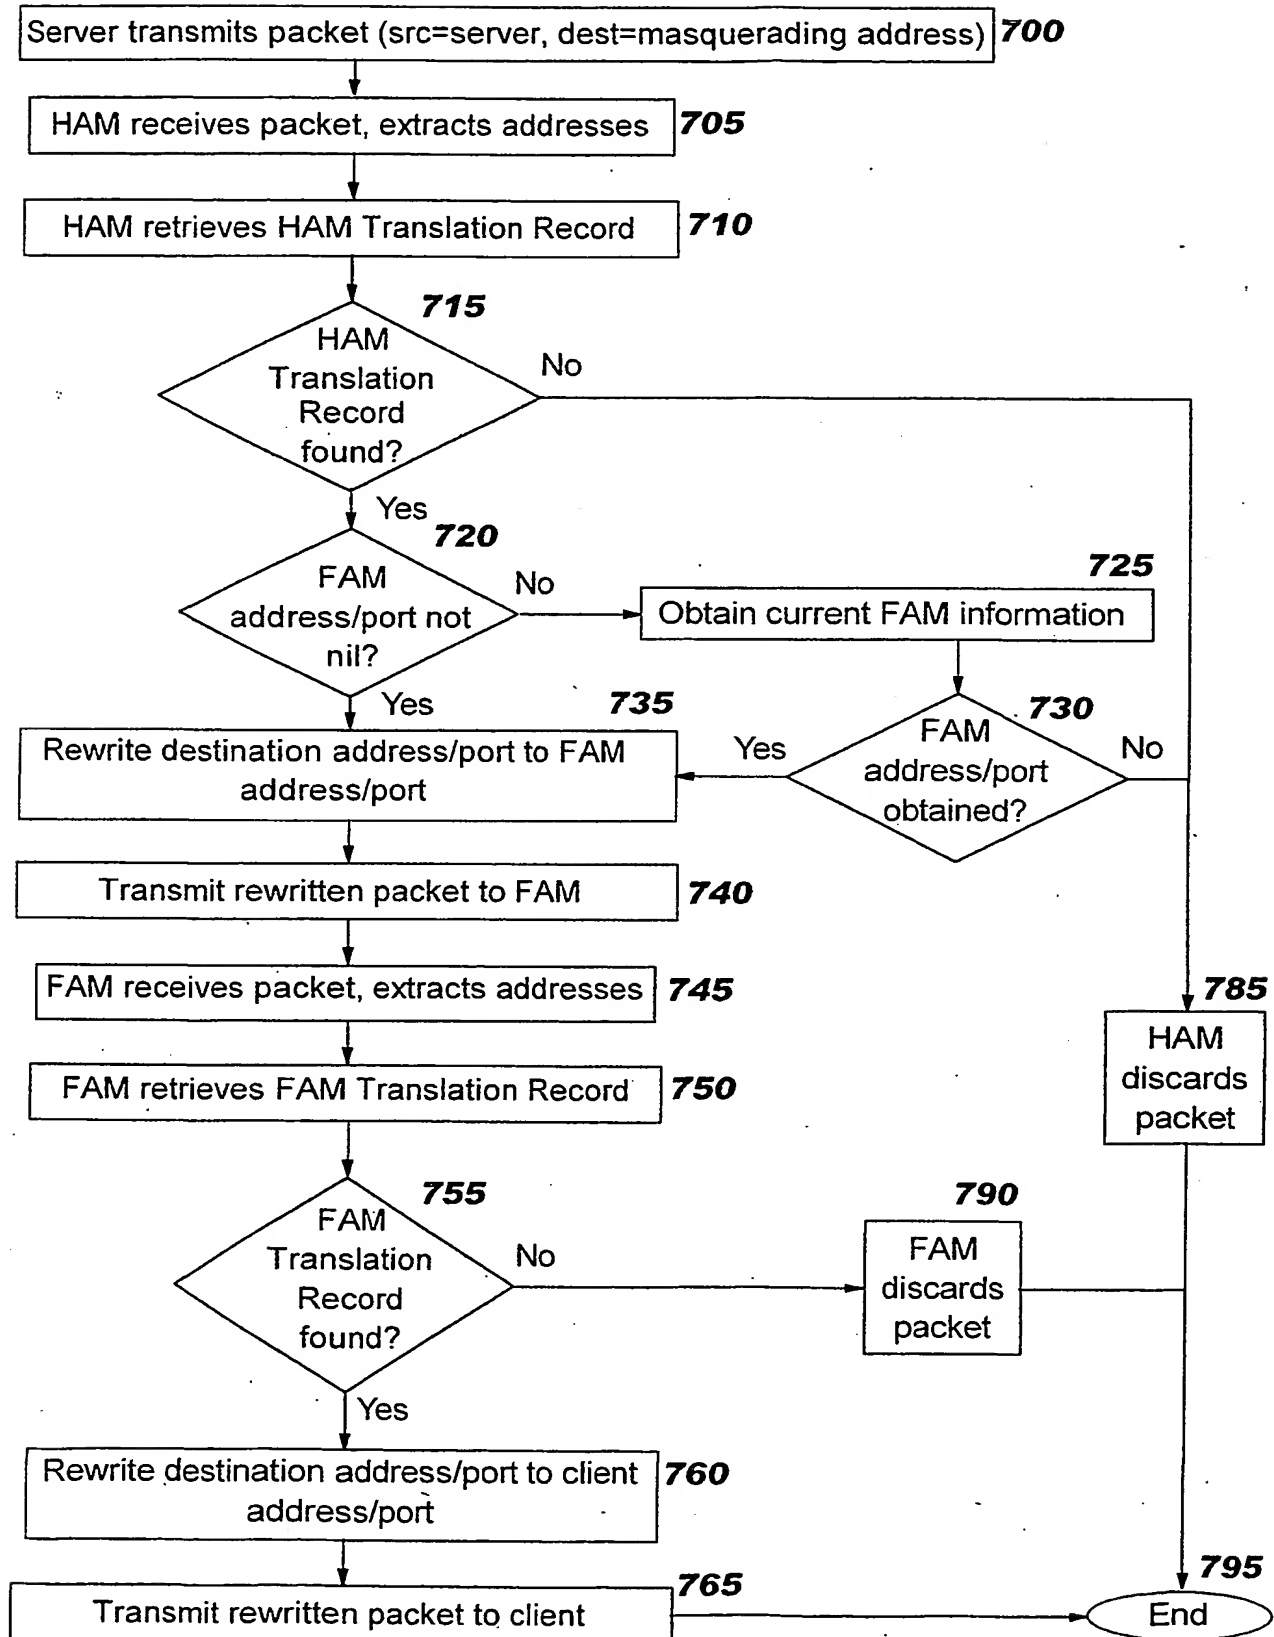 Server transmits packet (src=server, dest=masquerading address) 700
HAM receives packet, extracts addresses 705
HAM retrieves HAM Translation Record 710
715
HAM
Translation
Record
found?
No
Yes
720
FAM
address/port not
nil?
No
725
Obtain current FAM information
Yes
735
Rewrite destination address/port to FAM
address/port
730
FAM
address/port
obtained?
Yes
No
Transmit rewritten packet to FAM 740
FAM receives packet, extracts addresses 745
785
HAM
discards
packet
FAM retrieves FAM Translation Record 750
755
FAM
Translation
Record
found?
No
790
FAM
discards
packet
Yes
Rewrite destination address/port to client
address/port
760
765
Transmit rewritten packet to client
795
End